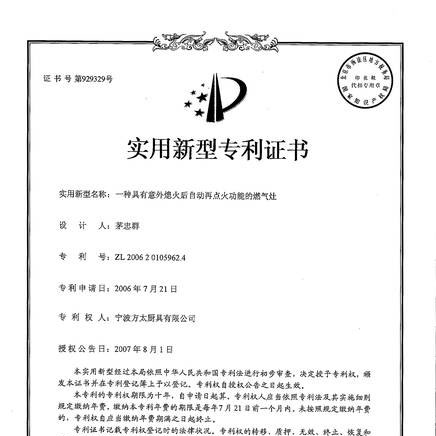 证书号第929329号
印花税
代扣专用章
国家知识产权局
实用新型专利证书
实用新型名称：一种具有意外熄火后自动再点火功能的燃气灶
设计人：茅忠群
专利号：ZL 2006 2 0105962.4
专利申请日：2006年7月21日
专利权人：宁波方太厨具有限公司
授权公告日：2007年8月1日
本实用新型经过本局依照中华人民共和国专利法进行初步审查，决定授予专利权，颁
发本证书并在专利登记簿上予以登记。专利权自授权公告之日起生效。
本专利的专利权期限为十年，自申请日起算。专利权人应当依照专利法及其实施细则
规定缴纳年费。缴纳本专利年费的期限是每年7月21日前一个月内。未按照规定缴纳年费
的，专利权自应当缴纳年费期满之日起终止。
专利证书记载专利权登记时的法律状况。专利权的转移、质押、无效、终止、恢复和